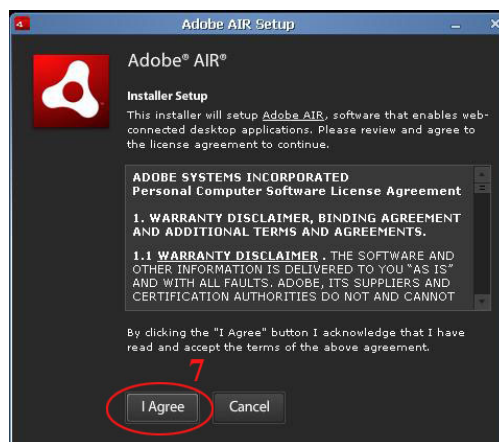 Adobe AIR Setup
Adobe® AIR®
Installer Setup
This installer will setup Adobe AIR, software that enables web-
connected desktop applications. Please review and agree to
the license agreement to continue.
ADOBE SYSTEMS INCORPORATED
Personal Computer Software License Agreement
1. WARRANTY DISCLAIMER, BINDING AGREEMENT
AND ADDITIONAL TERMS AND AGREEMENTS.
1.1 WARRANTY DISCLAIMER . THE SOFTWARE AND
OTHER INFORMATION IS DELIVERED TO YOU "AS IS"
AND WITH ALL FAULTS. ADOBE, ITS SUPPLIERS AND
CERTIFICATION AUTHORITIES DO NOT AND CANNOT
By clicking the "I Agree" button I acknowledge that I have
read and accept the terms of the above agreement.
7
I Agree Cancel